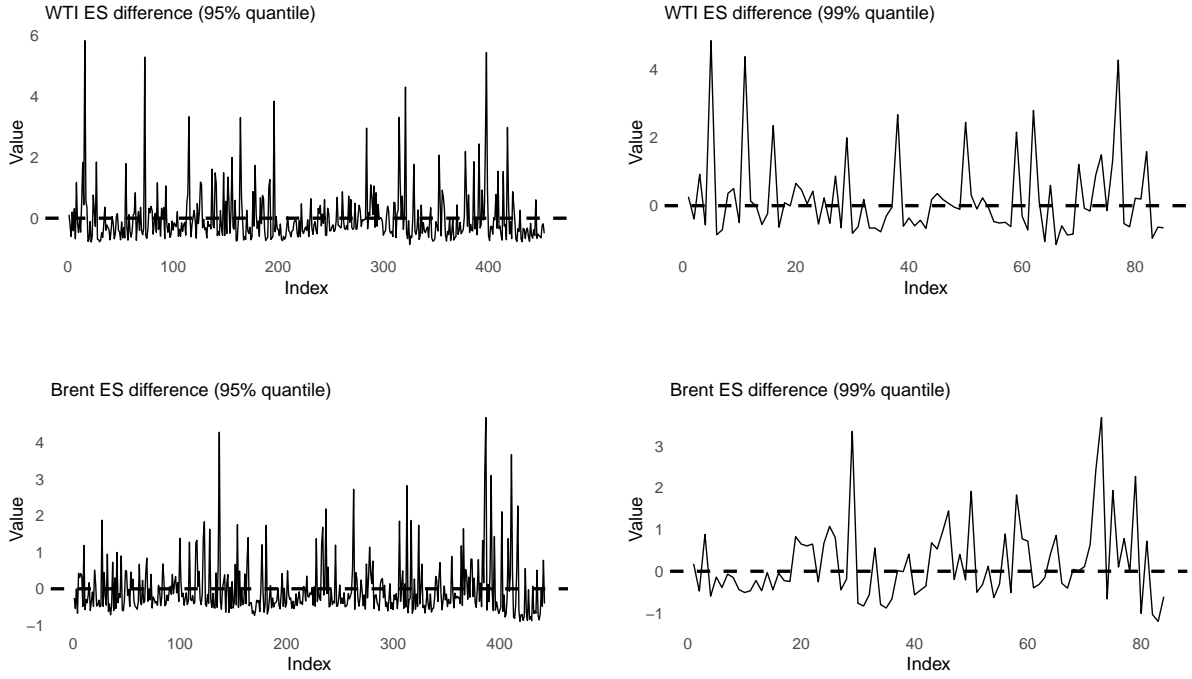 WTI ES difference (95% quantile)
6
4
2
0
Value
0 100 200 300 400
Index
WTI ES difference (99% quantile)
4
2
0
Value
0 20 40 60 80
Index
Brent ES difference (95% quantile)
4
3
2
1
0
−1
Value
0 100 200 300 400
Index
Brent ES difference (99% quantile)
3
2
1
0
−1
Value
0 20 40 60 80
Index